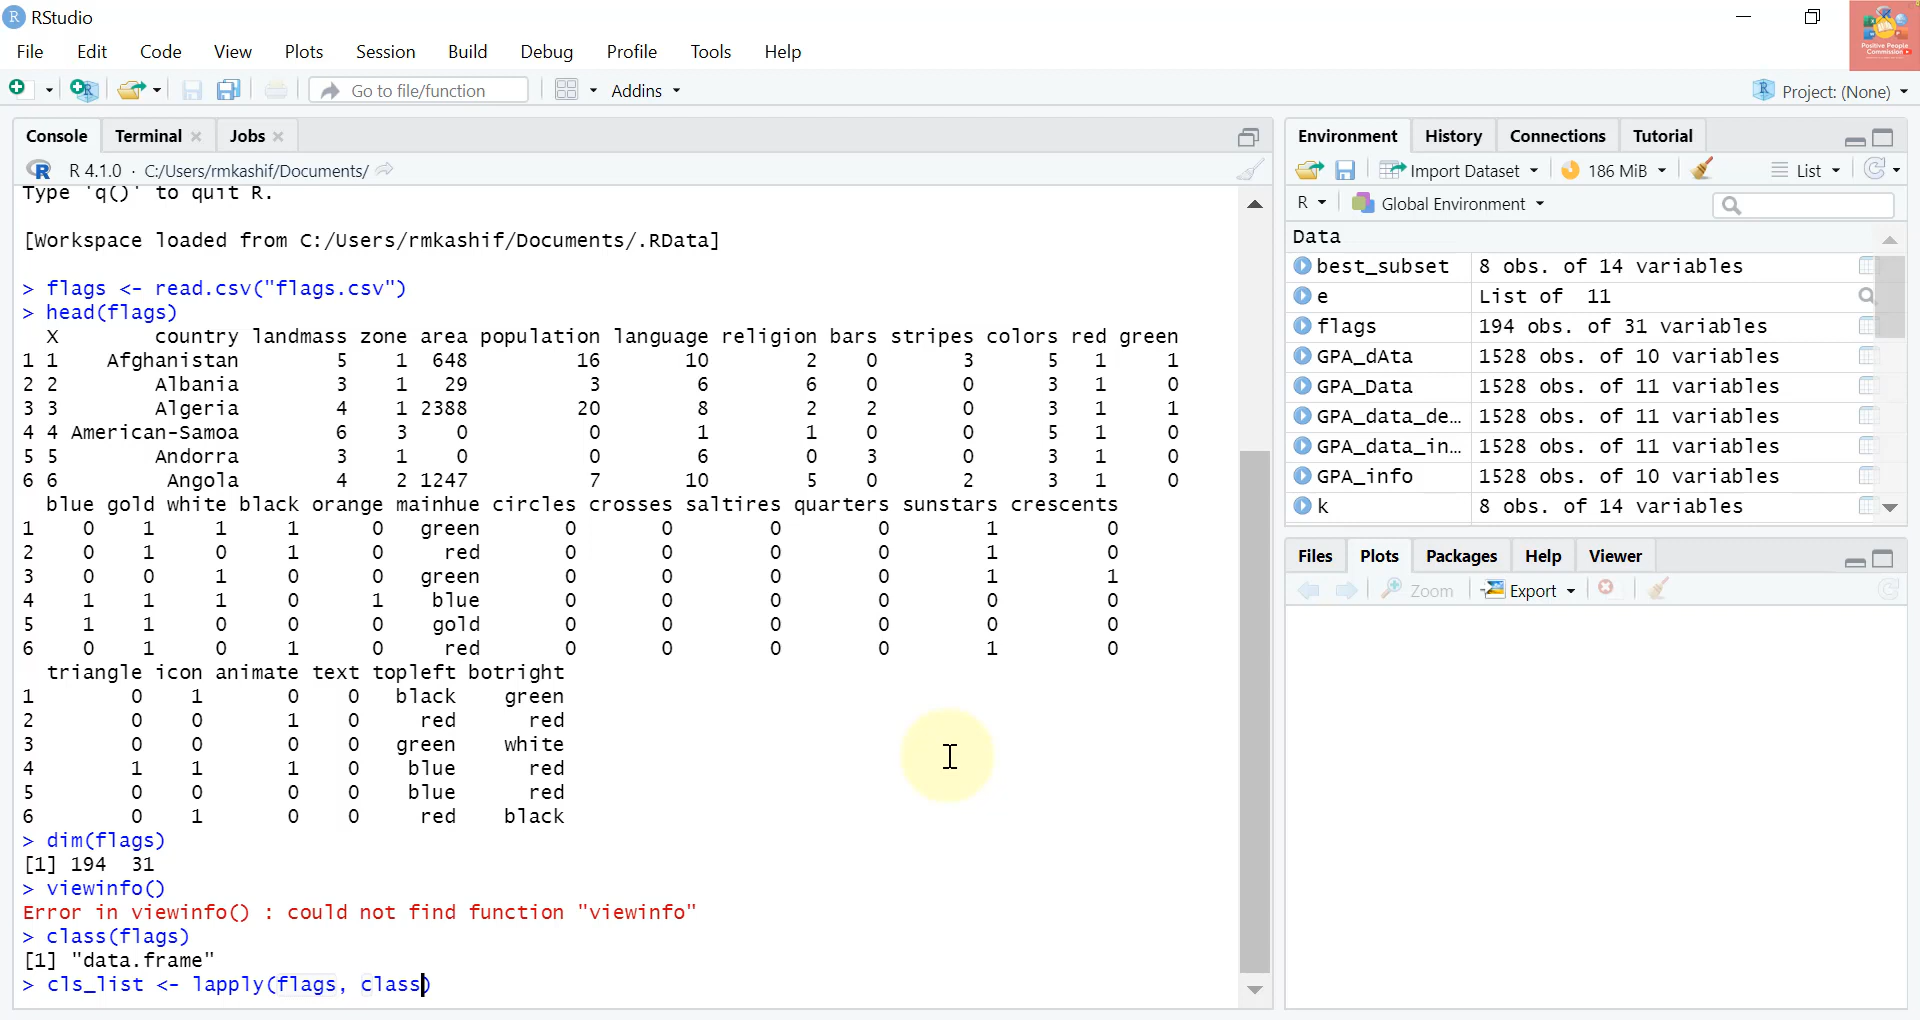 RStudio
File Edit Code View Plots Session Build Debug Profile Tools Help
Go to file/function Addins Project: (None)
Positive People
Commission
Console Terminal Jobs
R 4.1.0 · C:/Users/rmkashif/Documents/
Type 'q()' to quit R.
[Workspace loaded from C:/Users/rmkashif/Documents/.RData]
> flags <- read.csv("flags.csv")
> head(flags)
  X        country landmass zone area population language religion bars stripes colors red green
1 1    Afghanistan        5    1  648         16       10        2    0       3      5   1     1
2 2        Albania        3    1   29          3        6        6    0       0      3   1     0
3 3        Algeria        4    1 2388         20        8        2    2       0      3   1     1
4 4 American-Samoa        6    3    0          0        1        1    0       0      5   1     0
5 5        Andorra        3    1    0          0        6        0    3       0      3   1     0
6 6         Angola        4    2 1247          7       10        5    0       2      3   1     0
  blue gold white black orange mainhue circles crosses saltires quarters sunstars crescents
1    0    1     1     1      0   green       0       0        0        0        1         0
2    0    1     0     1      0     red       0       0        0        0        1         0
3    0    0     1     0      0   green       0       0        0        0        1         1
4    1    1     1     0      1    blue       0       0        0        0        0         0
5    1    1     0     0      0    gold       0       0        0        0        0         0
6    0    1     0     1      0     red       0       0        0        0        1         0
  triangle icon animate text topleft botright
1        0    1       0    0   black    green
2        0    0       1    0     red      red
3        0    0       0    0   green    white
4        1    1       1    0    blue      red
5        0    0       0    0    blue      red
6        0    1       0    0     red    black
> dim(flags)
[1] 194  31
> viewinfo()
Error in viewinfo() : could not find function "viewinfo"
> class(flags)
[1] "data.frame"
> cls_list <- lapply(flags, class)
Environment History Connections Tutorial
Import Dataset 186 MiB List
R Global Environment
Data
best_subset 8 obs. of 14 variables
e List of 11
flags 194 obs. of 31 variables
GPA_dAta 1528 obs. of 10 variables
GPA_Data 1528 obs. of 11 variables
GPA_data_de… 1528 obs. of 11 variables
GPA_data_in… 1528 obs. of 11 variables
GPA_info 1528 obs. of 10 variables
k 8 obs. of 14 variables
Files Plots Packages Help Viewer
Zoom Export